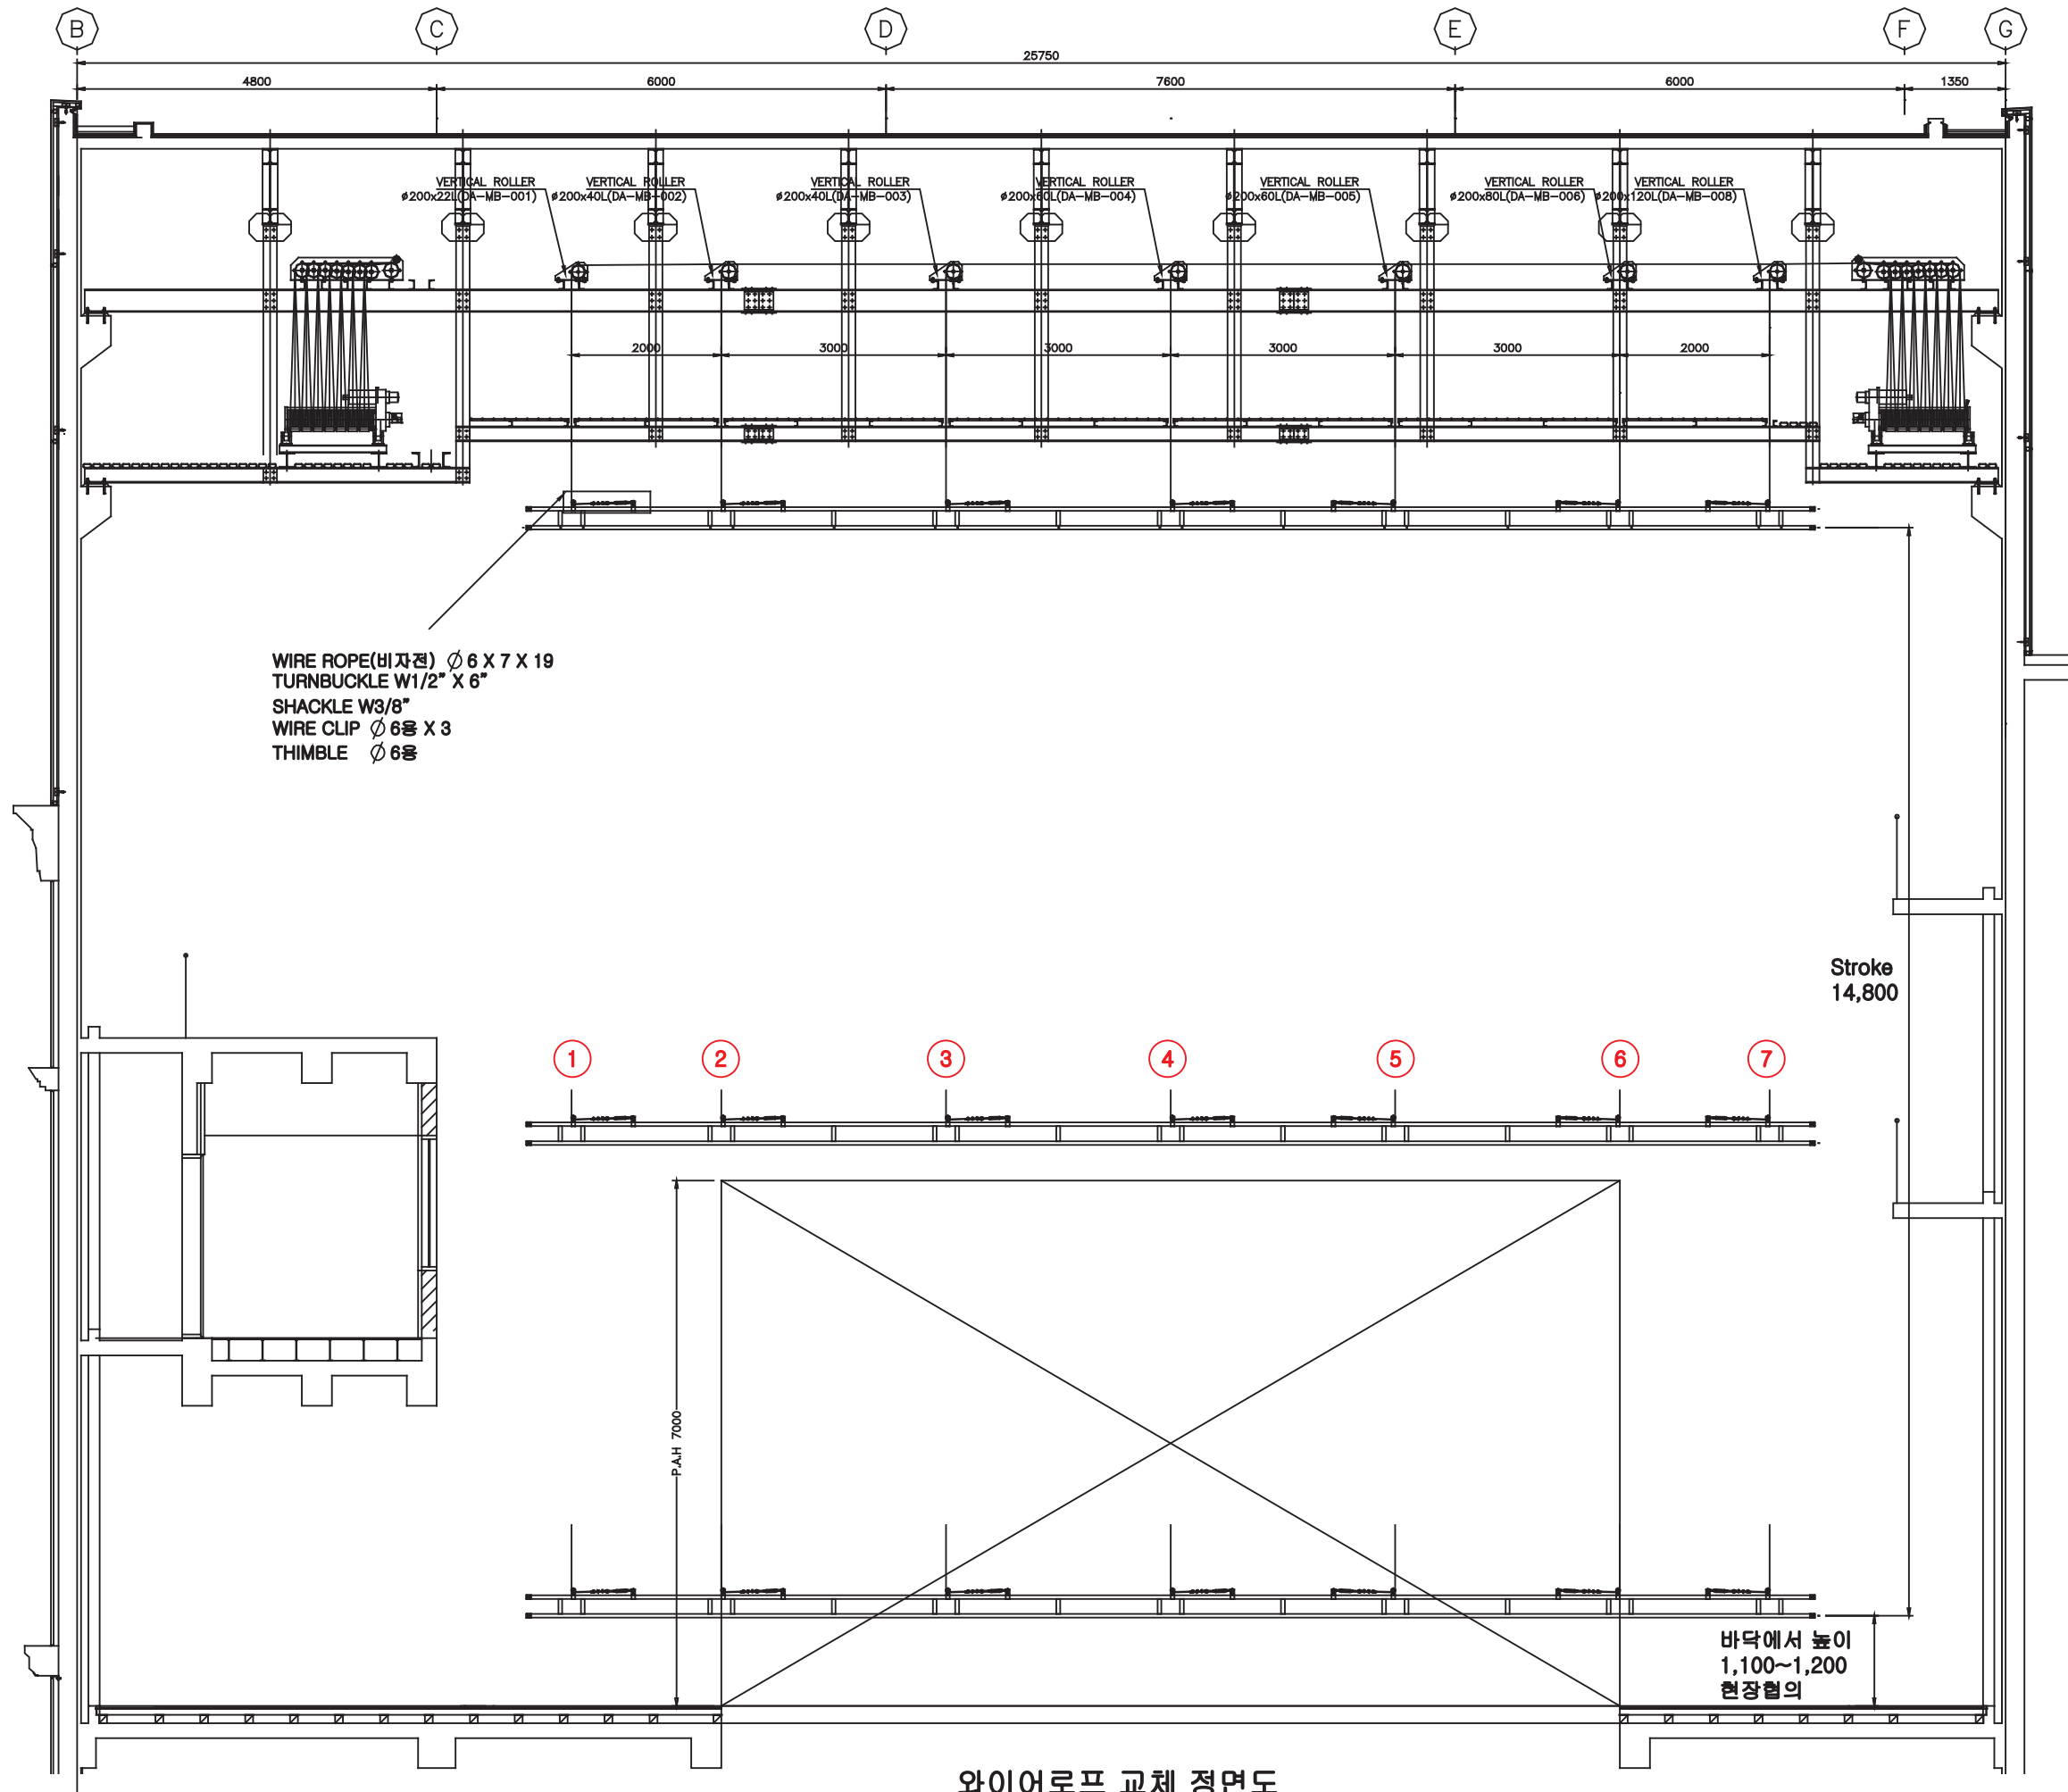 B C D E F G
25750
4800 6000 7600 6000 1350
VERTICAL ROLLER VERTICAL ROLLER VERTICAL ROLLER VERTICAL ROLLER VERTICAL ROLLER VERTICAL ROLLER VERTICAL ROLLER
ø200x22L(DA-MB-001) ø200x40L(DA-MB-002) ø200x40L(DA-MB-003) ø200x60L(DA-MB-004) ø200x60L(DA-MB-005) ø200x80L(DA-MB-006) ø200x120L(DA-MB-008)
2000 3000 3000 3000 3000 2000
WIRE ROPE(비자전) ∅ 6 X 7 X 19
TURNBUCKLE W1/2" X 6"
SHACKLE W3/8"
WIRE CLIP ∅ 6용 X 3
THIMBLE ∅ 6용
Stroke
14,800
1 2 3 4 5 6 7
P.A.H 7000
바닥에서 높이
1,100~1,200
현장협의
와이어로프 교체 정면도